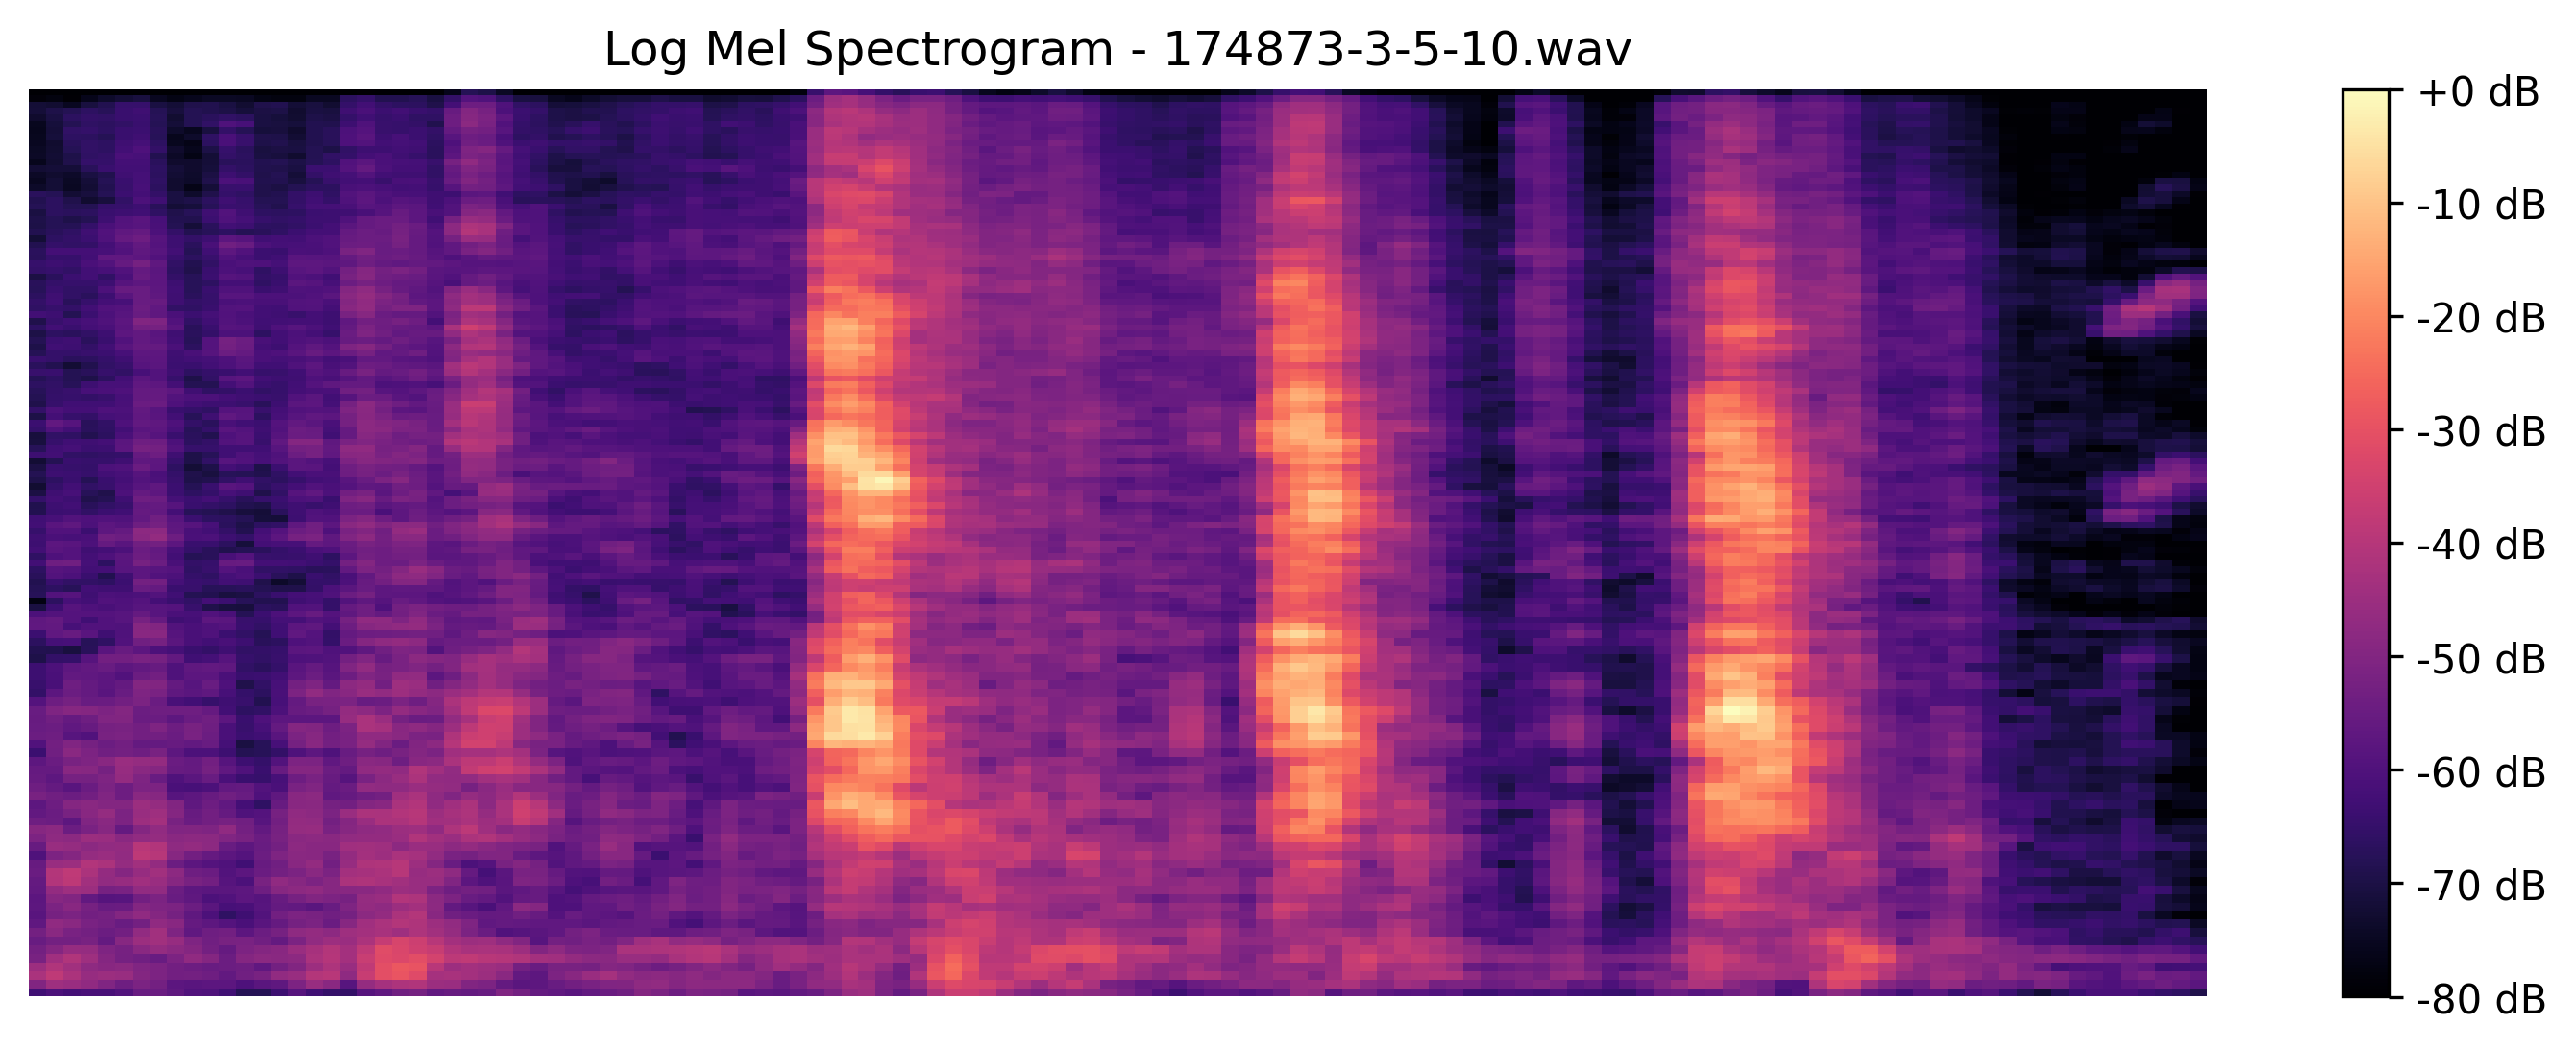 Log Mel Spectrogram - 174873-3-5-10.wav
+0 dB
-10 dB
-20 dB
-30 dB
-40 dB
-50 dB
-60 dB
-70 dB
-80 dB